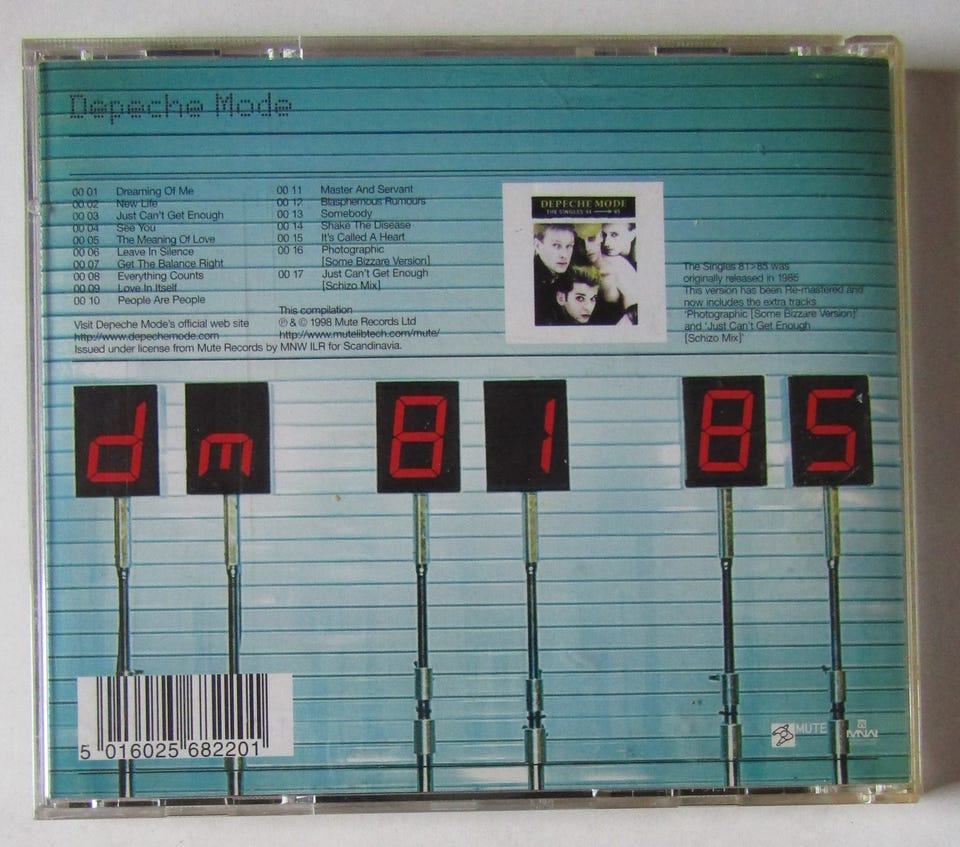 Depeche Mode
00 01 Dreaming Of Me
00 02 New Life
00 03 Just Can't Get Enough
00 04 See You
00 05 The Meaning Of Love
00 06 Leave In Silence
00 07 Get The Balance Right
00 08 Everything Counts
00 09 Love In Itself
00 10 People Are People
00 11 Master And Servant
00 12 Blasphemous Rumours
00 13 Somebody
00 14 Shake The Disease
00 15 It's Called A Heart
00 16 Photographic
[Some Bizzare Version]
00 17 Just Can't Get Enough
[Schizo Mix]
Visit Depeche Mode's official web site
http://www.depechemode.com
This compilation
℗ & © 1998 Mute Records Ltd
http://www.mutelibtech.com/mute/
Issued under license from Mute Records by MNW ILR for Scandinavia.
DEPECHE MODE
THE SINGLES 81 → 85
The Singles 81>85 was
originally released in 1985
This version has been Re-mastered and
now includes the extra tracks
'Photographic [Some Bizzare Version]'
and 'Just Can't Get Enough
[Schizo Mix]'
dm 81 85
5 016025 682201
MUTE
MNW